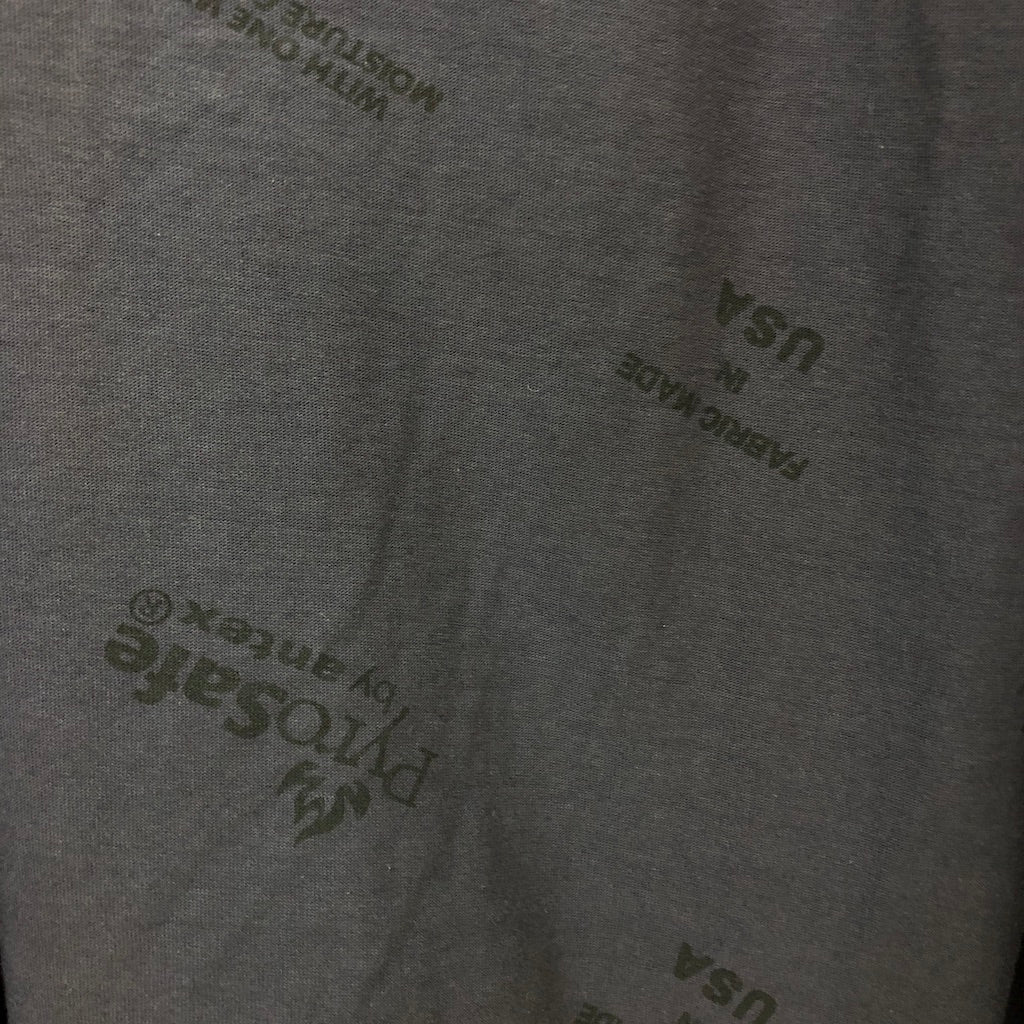 WITH ONE
MOISTURE
FABRIC MADE
IN
USA
PyroSafe
by antex®
USA